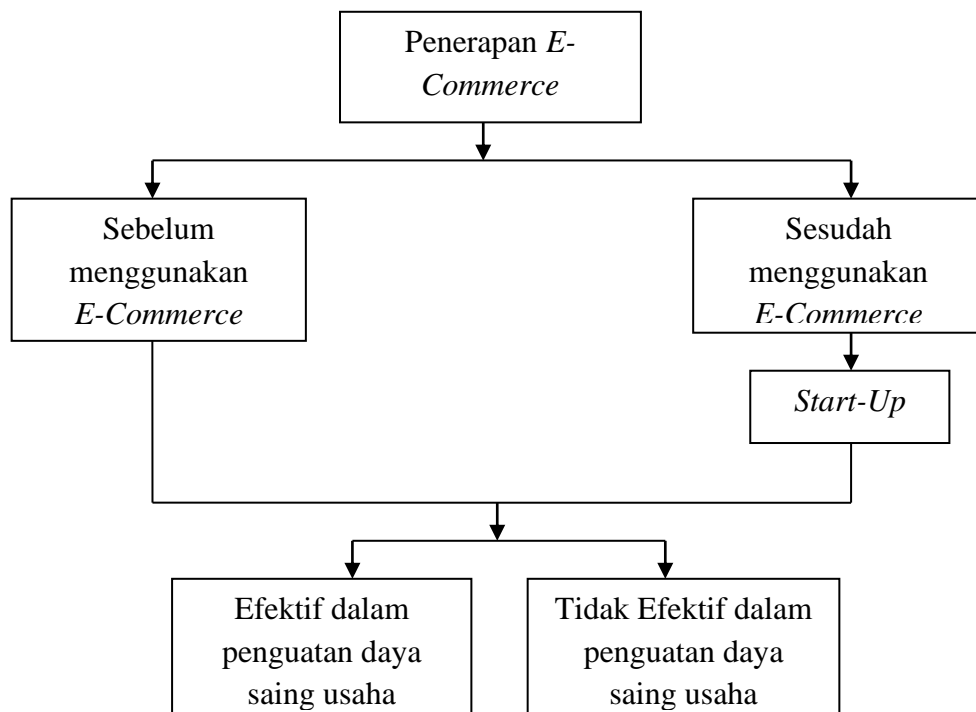 Penerapan E-
Commerce
Sebelum
menggunakan
E-Commerce
Sesudah
menggunakan
E-Commerce
Start-Up
Efektif dalam
penguatan daya
saing usaha
Tidak Efektif dalam
penguatan daya
saing usaha